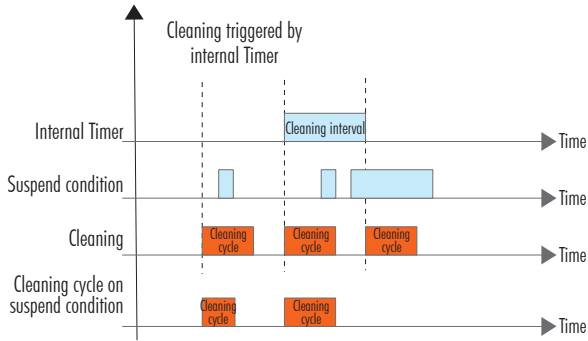 Cleaning triggered by
internal Timer
Internal Timer
Cleaning interval
Time
Suspend condition
Time
Cleaning
Cleaning
cycle
Cleaning
cycle
Cleaning
cycle
Time
Cleaning cycle on
suspend condition
Cleaning
cycle
Cleaning
cycle
Time